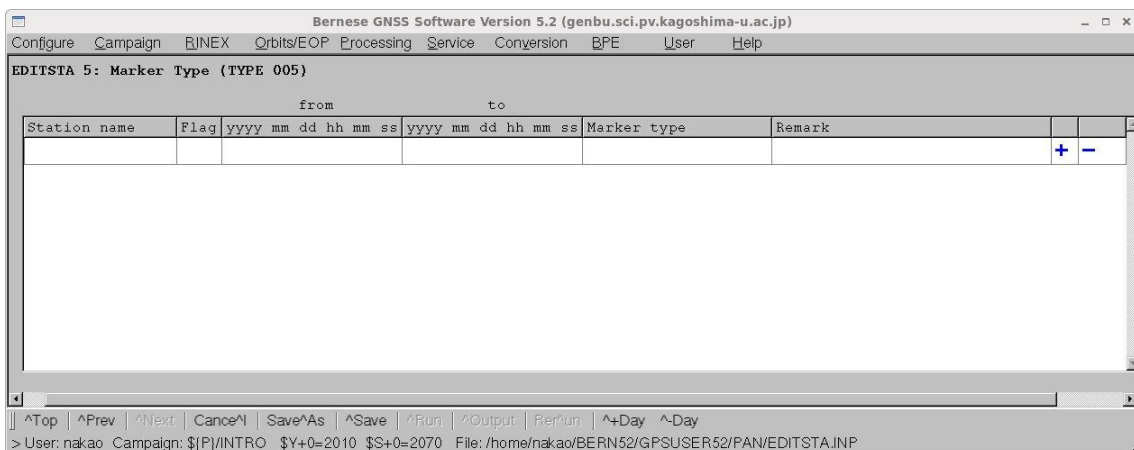 Bernese GNSS Software Version 5.2 (genbu.sci.pv.kagoshima-u.ac.jp)
Configure Campaign RINEX Orbits/EOP Processing Service Conversion BPE User Help
EDITSTA 5: Marker Type (TYPE 005)
from to
Station name Flag yyyy mm dd hh mm ss yyyy mm dd hh mm ss Marker type Remark
+ −
^Top ^Prev ^Next Cance^l Save^As ^Save ^Run ^Output Rer^un ^+Day ^-Day
> User: nakao Campaign: ${P}/INTRO $Y+0=2010 $S+0=2070 File: /home/nakao/BERN52/GPSUSER52/PAN/EDITSTA.INP